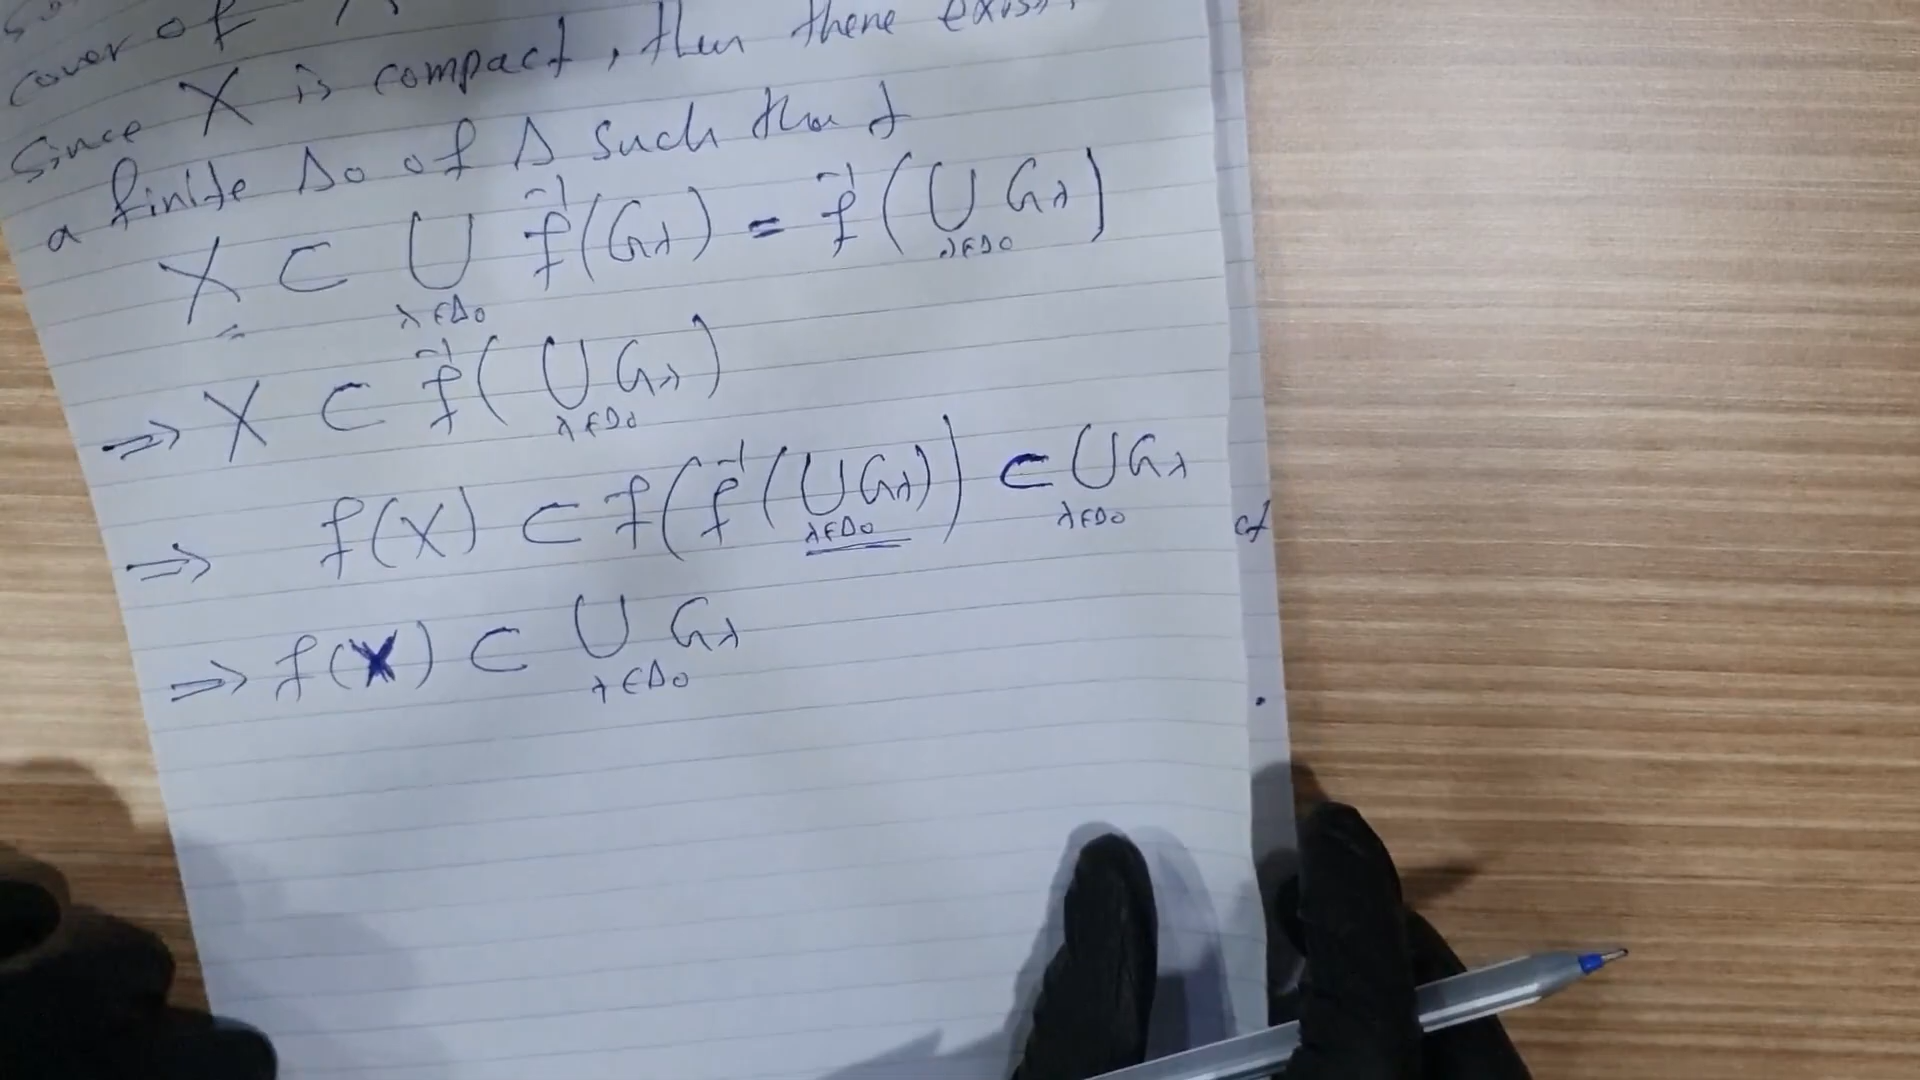 cover of X
Since X is compact, then there exist
a finite Δ₀ of Δ such that
X ⊂ ⋃_{λ∈Δ₀} f⁻¹(G_λ) = f⁻¹(⋃_{λ∈Δ₀} G_λ)
⇒ X ⊂ f⁻¹(⋃_{λ∈Δ₀} G_λ)
⇒ f(X) ⊂ f(f⁻¹(⋃_{λ∈Δ₀} G_λ)) ⊂ ⋃_{λ∈Δ₀} G_λ
⇒ f(X) ⊂ ⋃_{λ∈Δ₀} G_λ